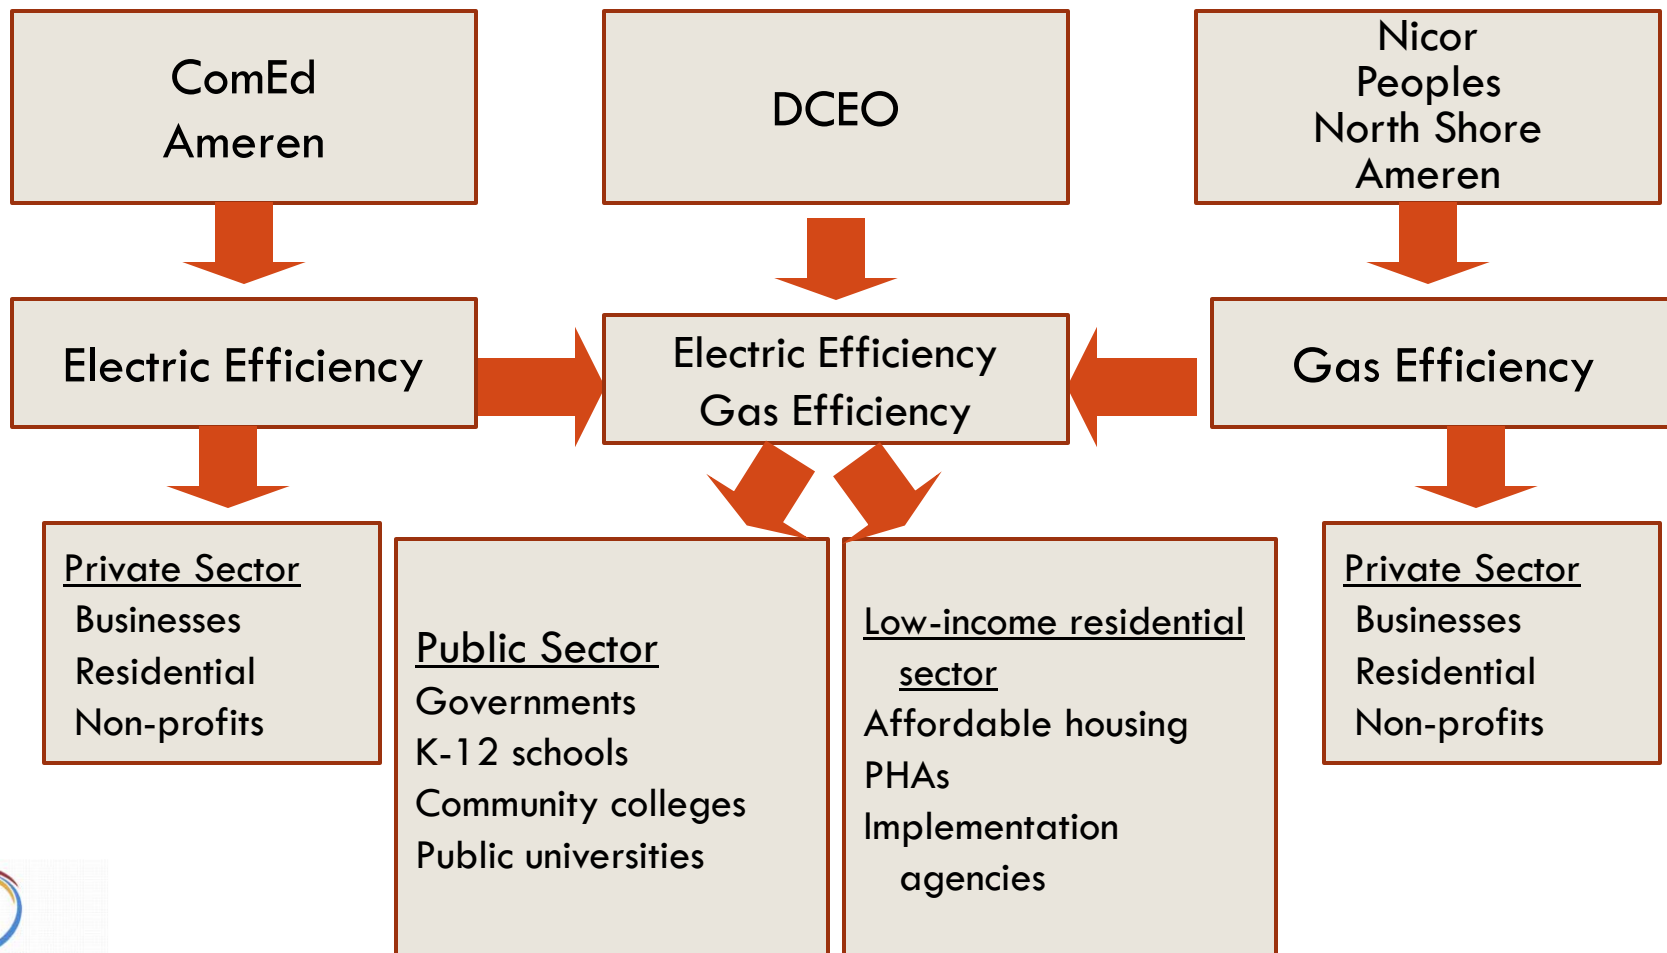 ComEd
Ameren
DCEO
Nicor
Peoples
North Shore
Ameren
Electric Efficiency
Electric Efficiency
Gas Efficiency
Gas Efficiency
Private Sector
Businesses
Residential
Non-profits
Public Sector
Governments
K-12 schools
Community colleges
Public universities
Low-income residential
sector
Affordable housing
PHAs
Implementation
agencies
Private Sector
Businesses
Residential
Non-profits